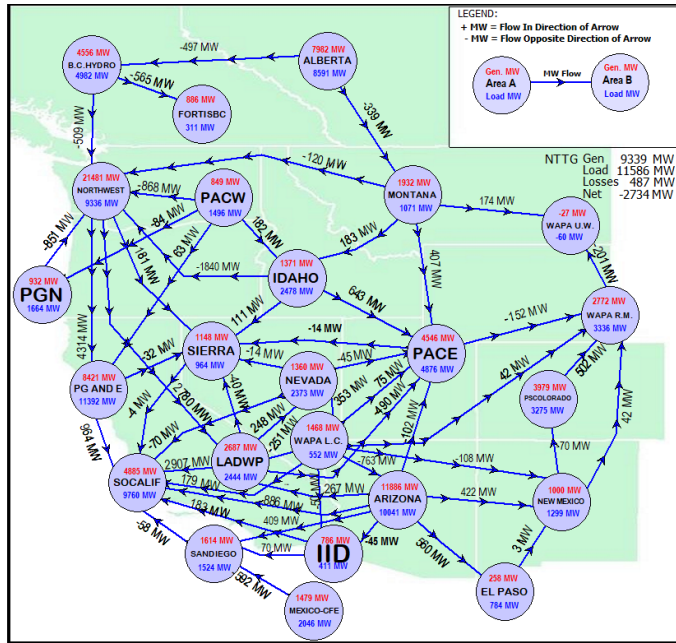 LEGEND:
+ MW = Flow In Direction of Arrow
- MW = Flow Opposite Direction of Arrow
Gen. MW
Area A
Load MW
MW Flow
Gen. MW
Area B
Load MW
NTTG Gen 9339 MW
Load 11586 MW
Losses 487 MW
Net -2734 MW
4556 MW
B.C.HYDRO
4982 MW
-497 MW
7982 MW
ALBERTA
8591 MW
-565 MW
886 MW
FORTISBC
311 MW
-339 MW
-509 MW
-120 MW
21481 MW
NORTHWEST
9336 MW
-868 MW
849 MW
PACW
1496 MW
1932 MW
MONTANA
1071 MW
174 MW
-27 MW
WAPA U.W.
-60 MW
-84 MW
-851 MW
63 MW
182 MW
181 MW
183 MW
407 MW
-201 MW
-1840 MW
932 MW
PGN
1664 MW
1371 MW
IDAHO
2478 MW
643 MW
2772 MW
WAPA R.M.
3336 MW
4314 MW
111 MW
-14 MW
-152 MW
-32 MW
1148 MW
SIERRA
964 MW
-14 MW
-45 MW
4546 MW
PACE
4876 MW
502 MW
8421 MW
PG AND E
11392 MW
1360 MW
NEVADA
2373 MW
353 MW
75 MW
42 MW
3979 MW
PSCOLORADO
3275 MW
-4 MW
2780 MW
-40 MW
248 MW
-251 MW
-490 MW
-102 MW
42 MW
964 MW
-70 MW
1468 MW
WAPA L.C.
552 MW
-70 MW
4885 MW
SOCALIF
9760 MW
2907 MW
2687 MW
LADWP
2444 MW
-763 MW
-108 MW
179 MW
-267 MW
11886 MW
ARIZONA
10041 MW
422 MW
1000 MW
NEW MEXICO
1299 MW
-886 MW
183 MW
409 MW
-58 MW
1614 MW
SANDIEGO
1524 MW
70 MW
786 MW
IID
411 MW
-45 MW
560 MW
3 MW
-592 MW
1479 MW
MEXICO-CFE
2046 MW
258 MW
EL PASO
784 MW